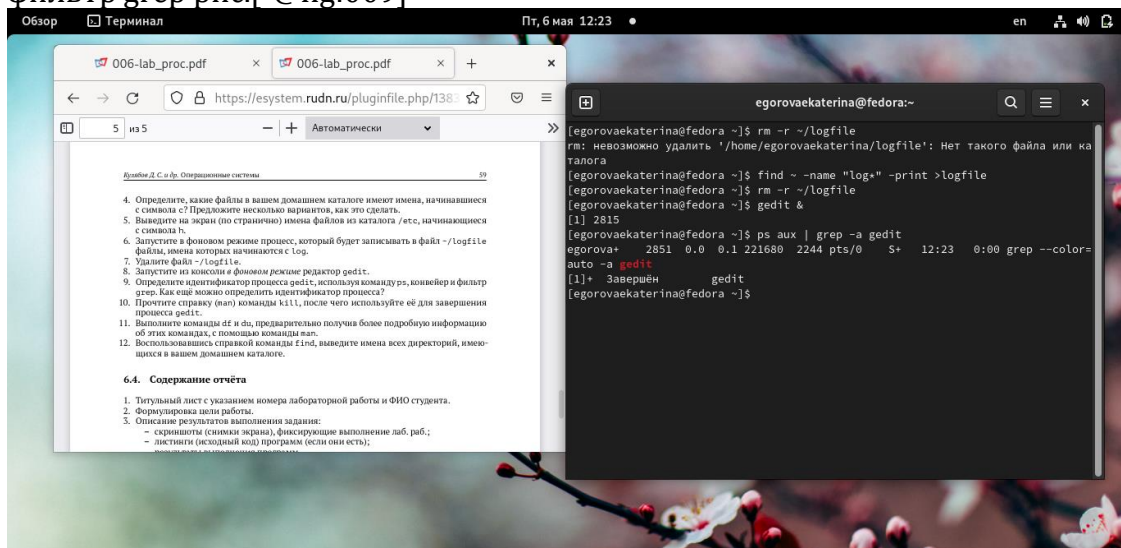 фильтр grep рис.[-@fig:009]
Обзор Терминал Пт, 6 мая 12:23 en
006-lab_proc.pdf × 006-lab_proc.pdf × + ×
https://esystem.rudn.ru/pluginfile.php/1383
5 из 5 — + Автоматически
Кулябов Д. С. и др. Операционные системы 59
4. Определите, какие файлы в вашем домашнем каталоге имеют имена, начинавшиеся
с символа c? Предложите несколько вариантов, как это сделать.
5. Выведите на экран (по странично) имена файлов из каталога /etc, начинающиеся
с символа h.
6. Запустите в фоновом режиме процесс, который будет записывать в файл ~/logfile
файлы, имена которых начинаются с log.
7. Удалите файл ~/logfile.
8. Запустите из консоли в фоновом режиме редактор gedit.
9. Определите идентификатор процесса gedit, используя команду ps, конвейер и фильтр
grep. Как ещё можно определить идентификатор процесса?
10. Прочтите справку (man) команды kill, после чего используйте её для завершения
процесса gedit.
11. Выполните команды df и du, предварительно получив более подробную информацию
об этих командах, с помощью команды man.
12. Воспользовавшись справкой команды find, выведите имена всех директорий, имею-
щихся в вашем домашнем каталоге.
6.4. Содержание отчёта
1. Титульный лист с указанием номера лабораторной работы и ФИО студента.
2. Формулировка цели работы.
3. Описание результатов выполнения задания:
– скриншоты (снимки экрана), фиксирующие выполнение лаб. раб.;
– листинги (исходный код) программ (если они есть);
– результаты выполнения программ
egorovaekaterina@fedora:~ ×
[egorovaekaterina@fedora ~]$ rm -r ~/logfile
rm: невозможно удалить '/home/egorovaekaterina/logfile': Нет такого файла или ка
талога
[egorovaekaterina@fedora ~]$ find ~ -name "log*" -print >logfile
[egorovaekaterina@fedora ~]$ rm -r ~/logfile
[egorovaekaterina@fedora ~]$ gedit &
[1] 2815
[egorovaekaterina@fedora ~]$ ps aux | grep -a gedit
egorova+ 2851 0.0 0.1 221680 2244 pts/0 S+ 12:23 0:00 grep --color=
auto -a gedit
[1]+ Завершён gedit
[egorovaekaterina@fedora ~]$